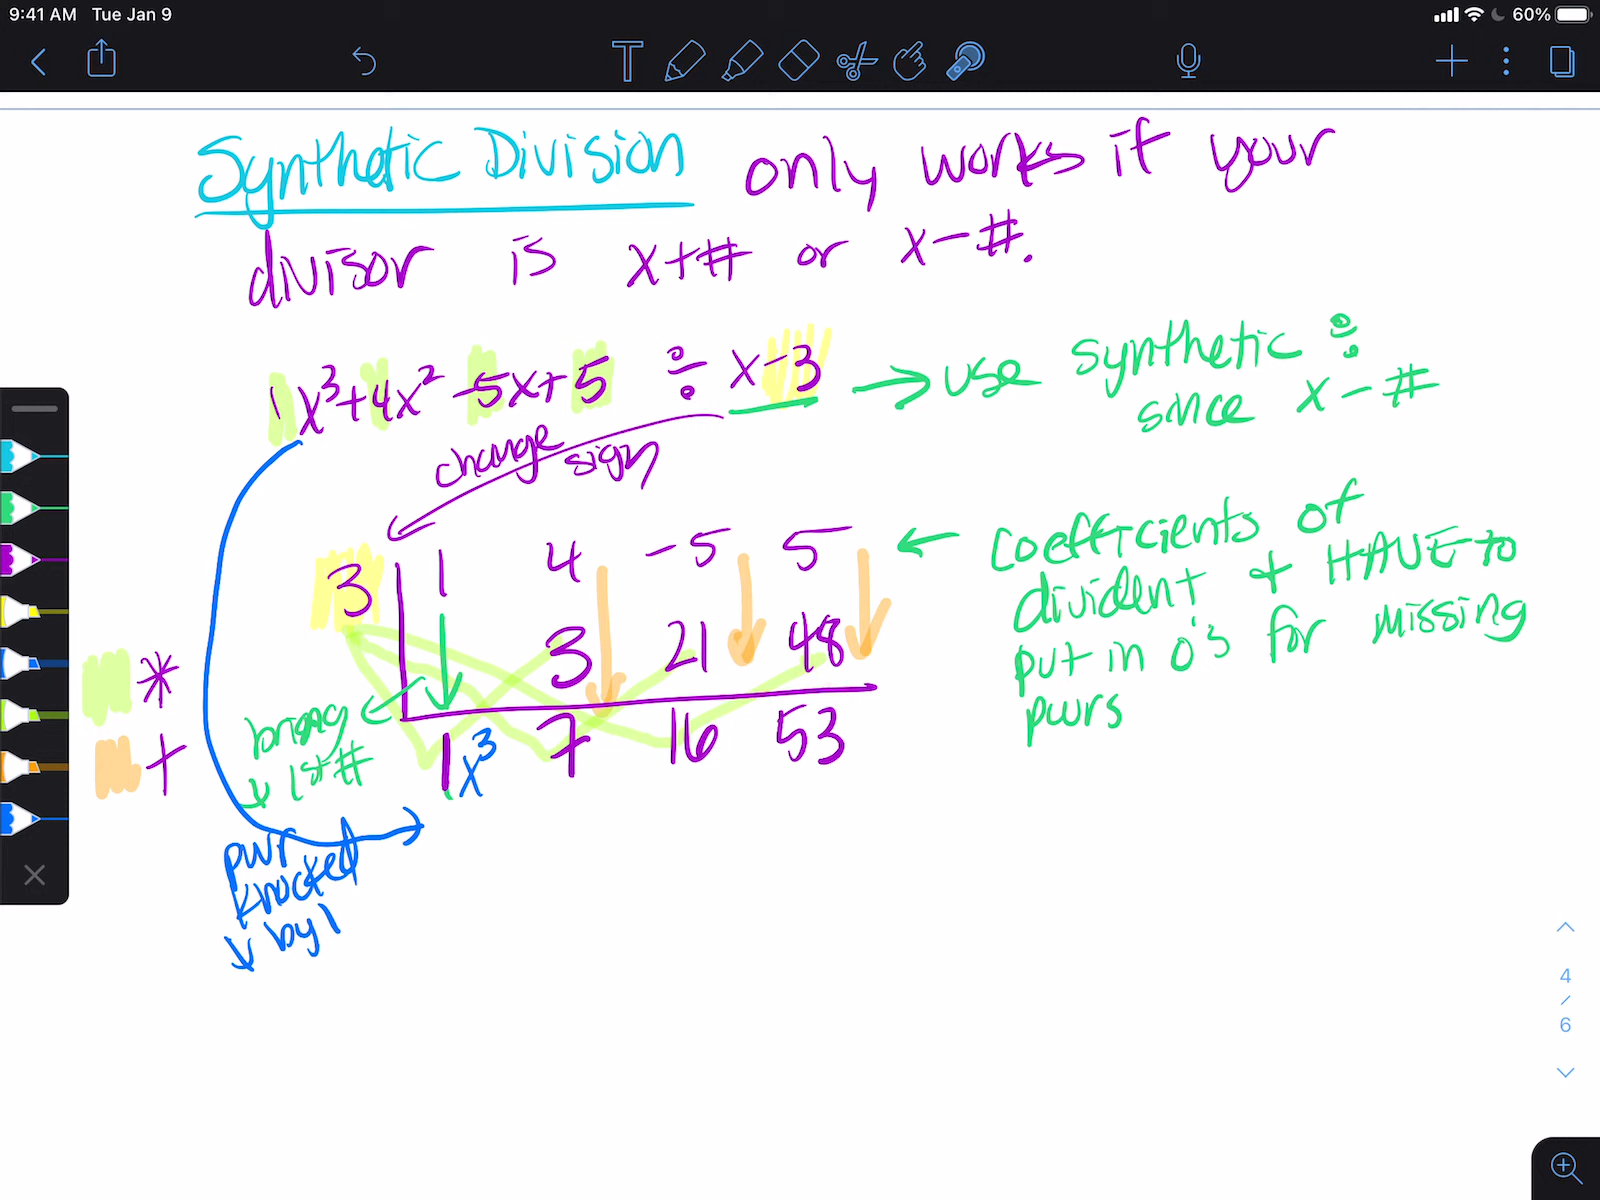 9:41 AM Tue Jan 9 60%
Synthetic Division only works if your
divisor is x+# or x-#.
1x³+4x²-5x+5 ÷ x-3 → use synthetic ÷
since x-#
change sign
3 1 4 -5 5 ← coefficients of
divident + HAVE to
put in 0's for missing
pwrs
3 21 48
* 
+
bring
↓ 1st #
1x³ 7 16 53
pwr
knocked
↓ by 1
4
/
6